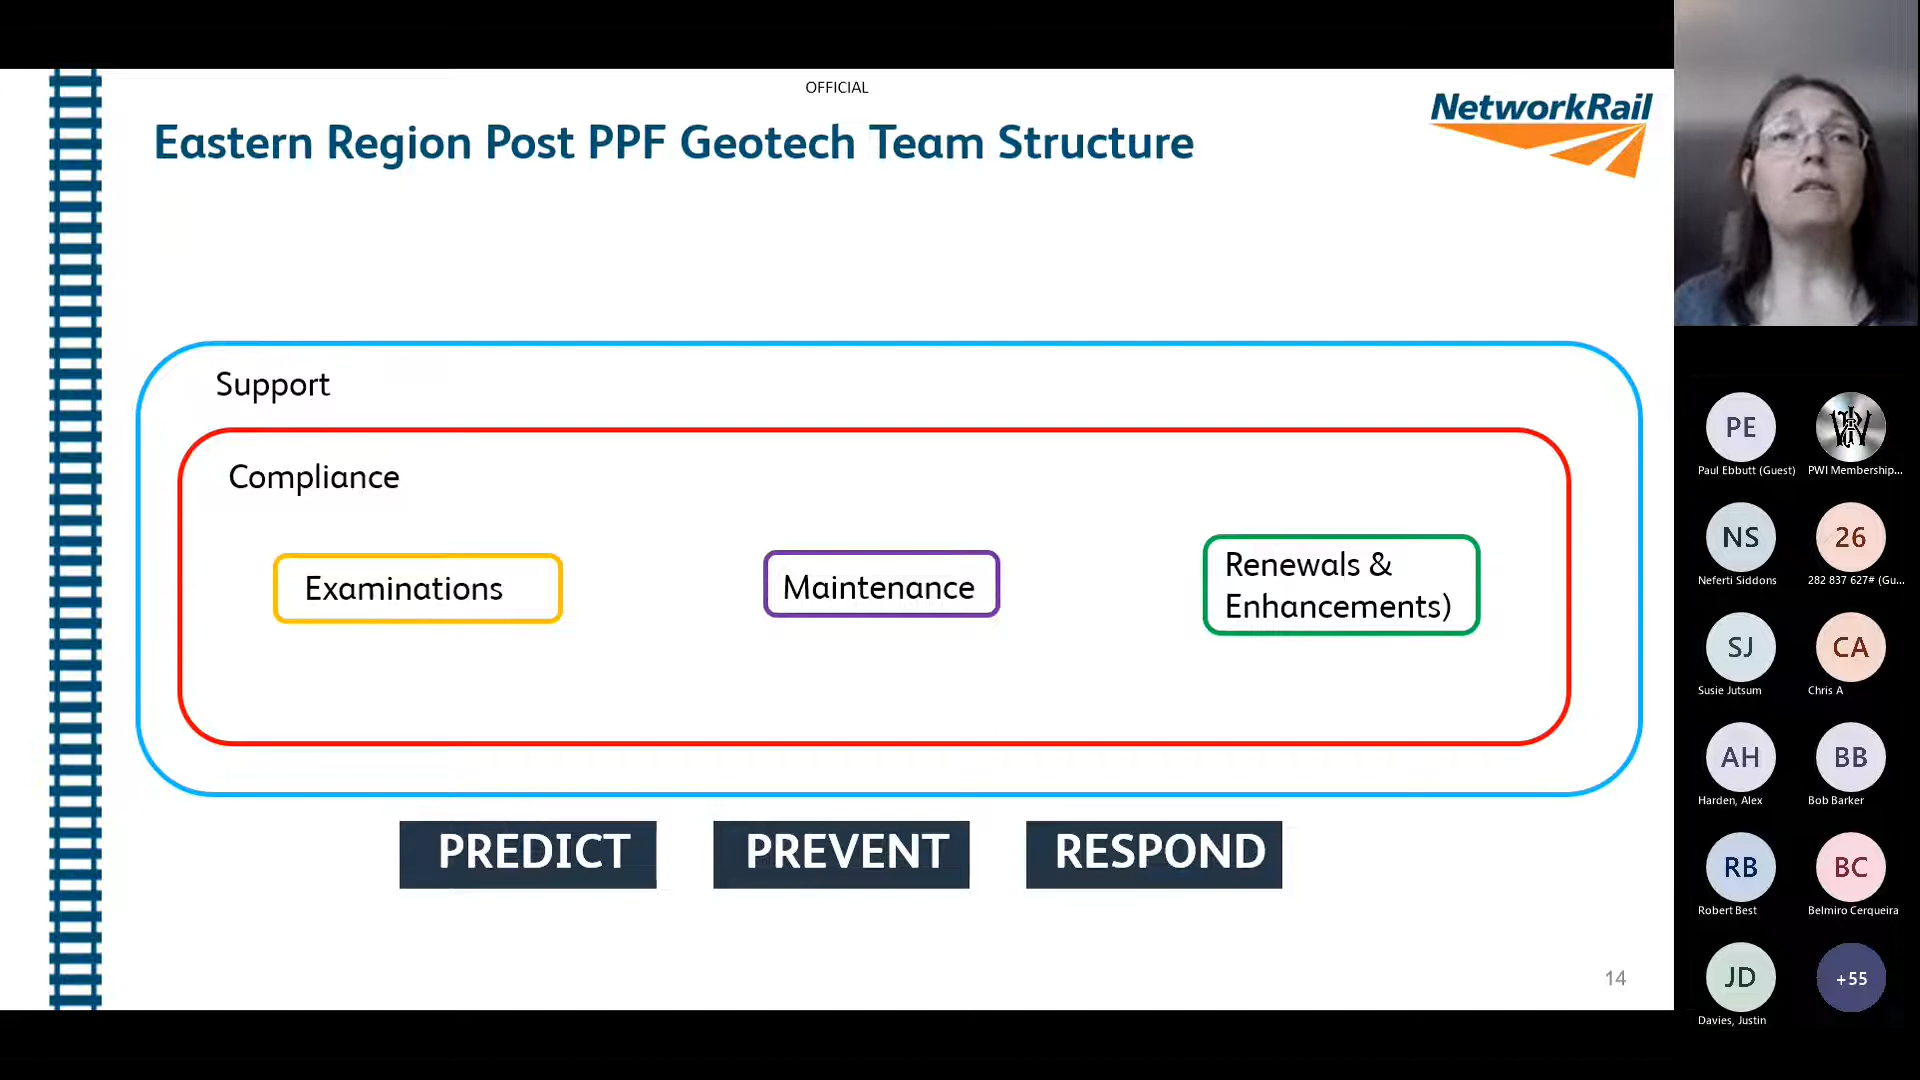 OFFICIAL
Eastern Region Post PPF Geotech Team Structure
NetworkRail
Support
Compliance
Examinations
Maintenance
Renewals &
Enhancements)
PREDICT
PREVENT
RESPOND
14
PE
Paul Ebbutt (Guest)
PWI Membership...
NS
26
Neferti Siddons
282 837 627# (Gu...
SJ
CA
Susie Jutsum
Chris A
AH
BB
Harden, Alex
Bob Barker
RB
BC
Robert Best
Belmiro Cerqueira
JD
+55
Davies, Justin